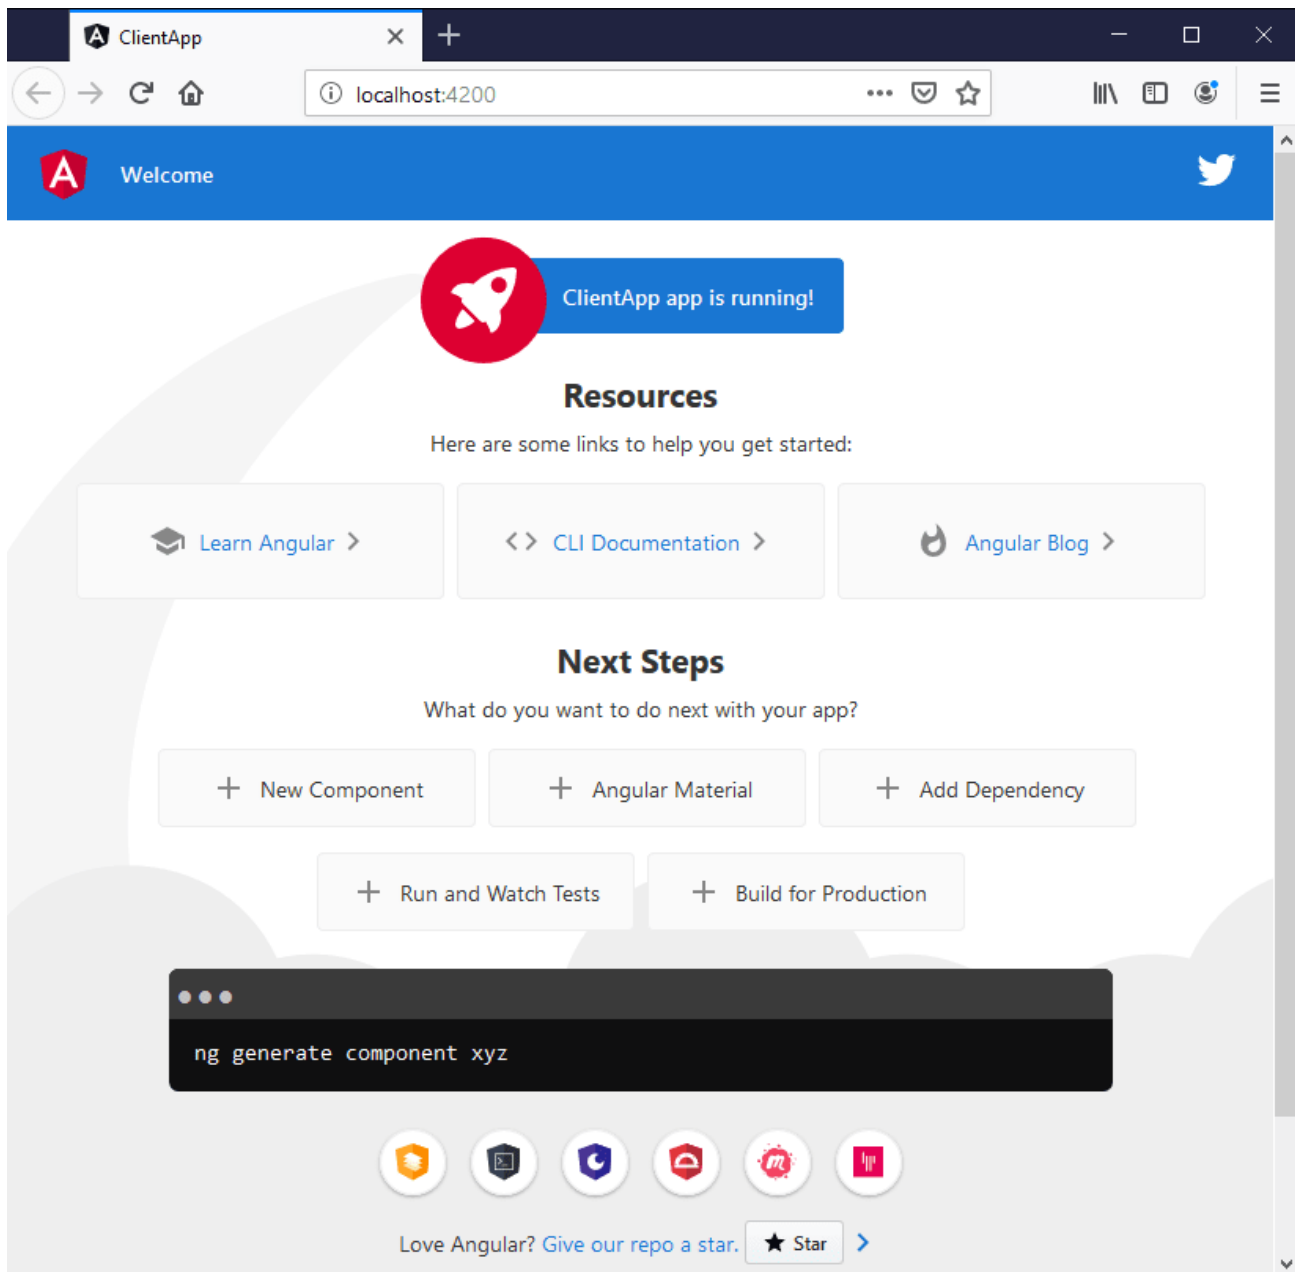 ClientApp
localhost:4200
Welcome
ClientApp app is running!
Resources
Here are some links to help you get started:
Learn Angular
CLI Documentation
Angular Blog
Next Steps
What do you want to do next with your app?
New Component
Angular Material
Add Dependency
Run and Watch Tests
Build for Production
ng generate component xyz
Love Angular? Give our repo a star. Star